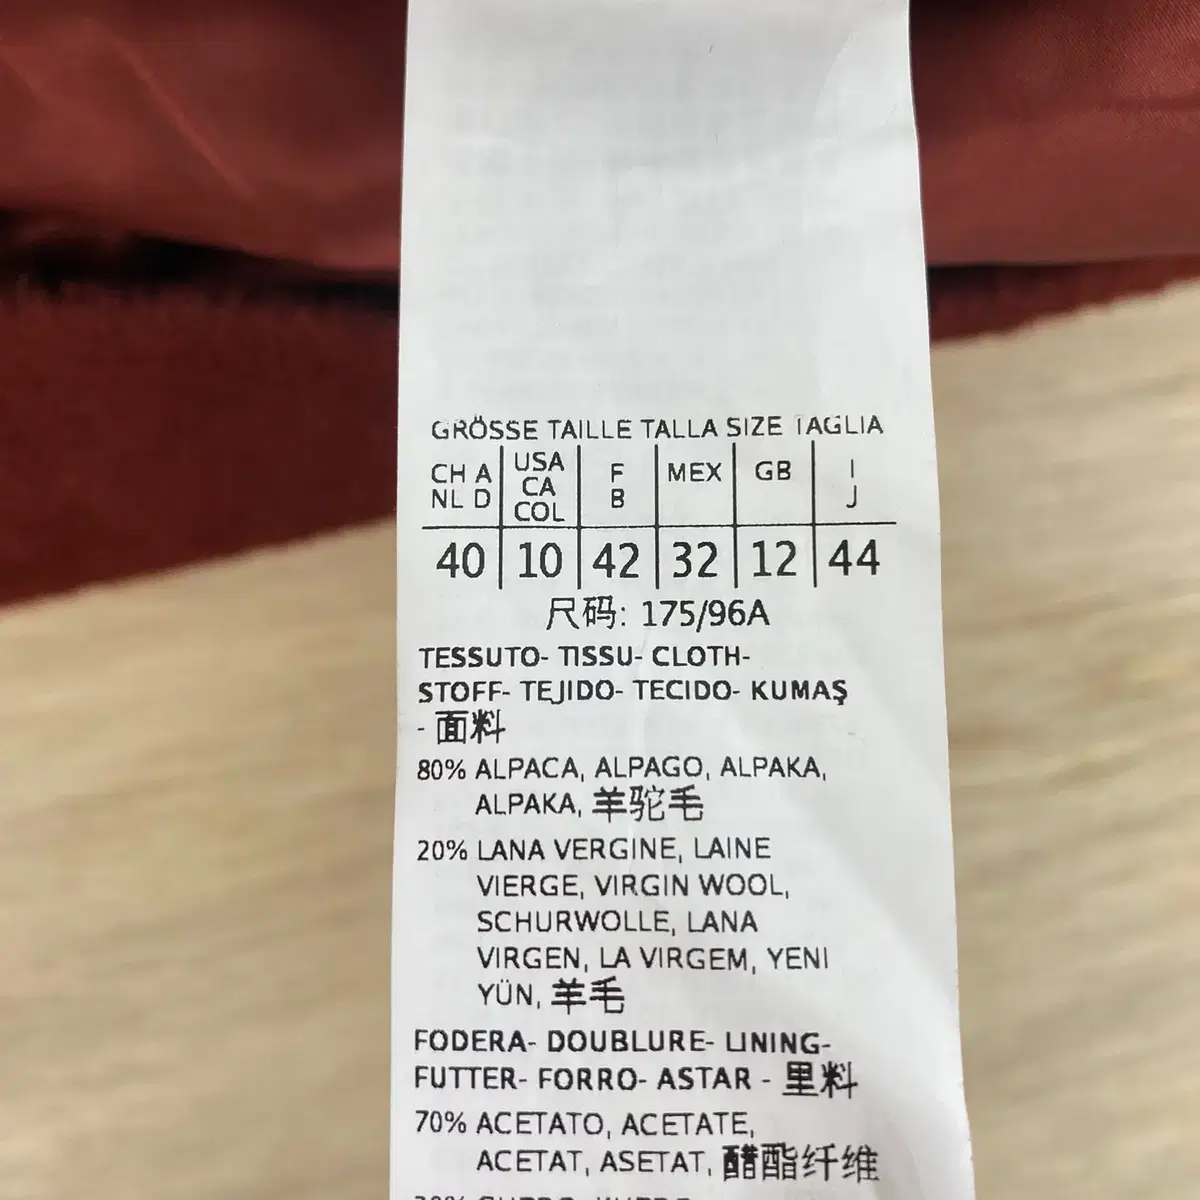 GRÖSSE TAILLE TALLA SIZE TAGLIA
CH A USA F MEX GB I
NL D CA B J
COL
40 10 42 32 12 44
尺码: 175/96A
TESSUTO- TISSU- CLOTH-
STOFF- TEJIDO- TECIDO- KUMAŞ
- 面料
80% ALPACA, ALPAGO, ALPAKA,
ALPAKA, 羊驼毛
20% LANA VERGINE, LAINE
VIERGE, VIRGIN WOOL,
SCHURWOLLE, LANA
VIRGEN, LA VIRGEM, YENI
YÜN, 羊毛
FODERA- DOUBLURE- LINING-
FUTTER- FORRO- ASTAR - 里料
70% ACETATO, ACETATE,
ACETAT, ASETAT, 醋酯纤维